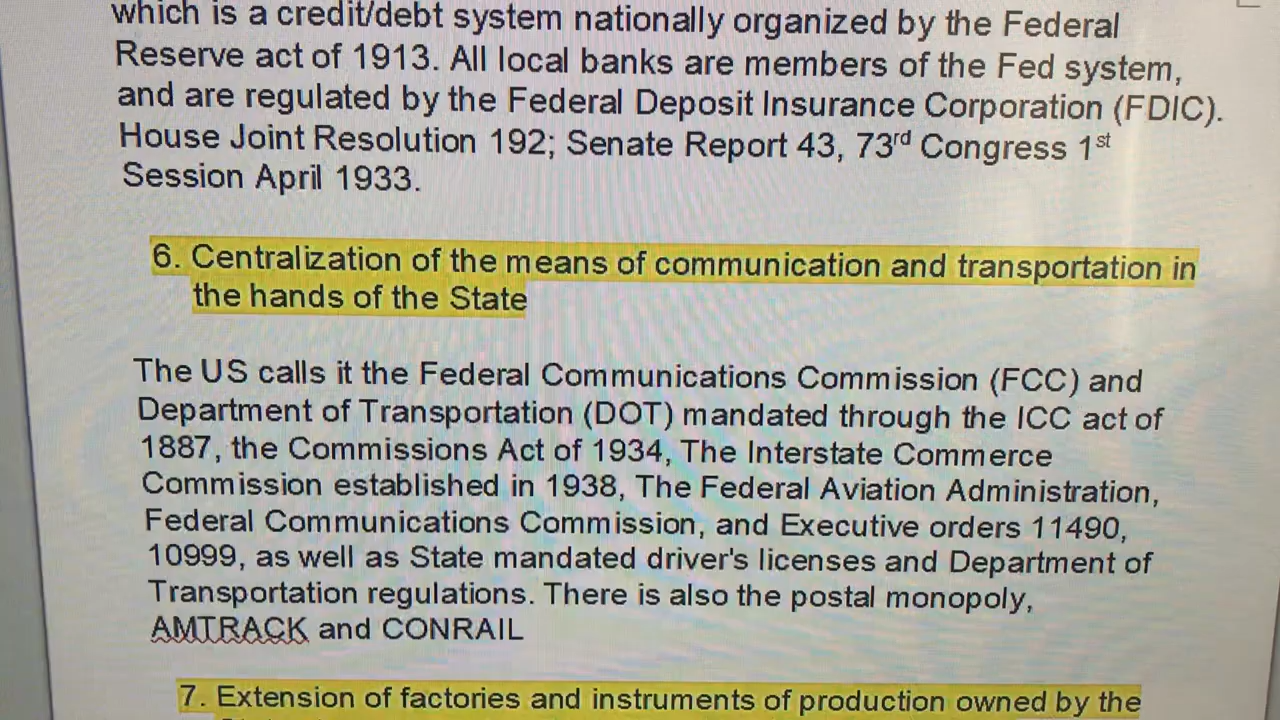 which is a credit/debt system nationally organized by the Federal
Reserve act of 1913. All local banks are members of the Fed system,
and are regulated by the Federal Deposit Insurance Corporation (FDIC).
House Joint Resolution 192; Senate Report 43, 73rd Congress 1st
Session April 1933.
6. Centralization of the means of communication and transportation in
the hands of the State
The US calls it the Federal Communications Commission (FCC) and
Department of Transportation (DOT) mandated through the ICC act of
1887, the Commissions Act of 1934, The Interstate Commerce
Commission established in 1938, The Federal Aviation Administration,
Federal Communications Commission, and Executive orders 11490,
10999, as well as State mandated driver's licenses and Department of
Transportation regulations. There is also the postal monopoly,
AMTRACK and CONRAIL
7. Extension of factories and instruments of production owned by the